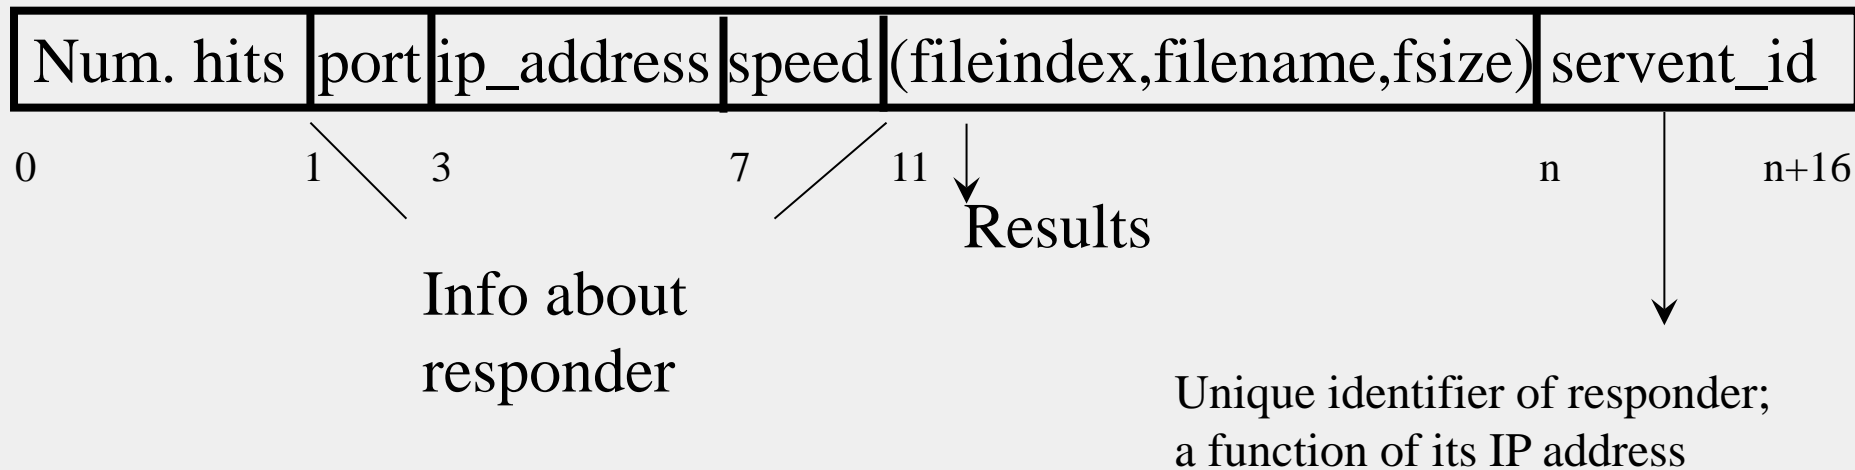 Num. hits port ip_address speed (fileindex,filename,fsize) servent_id
0 1 3 7 11 n n+16
Results
Info about
responder
Unique identifier of responder;
a function of its IP address